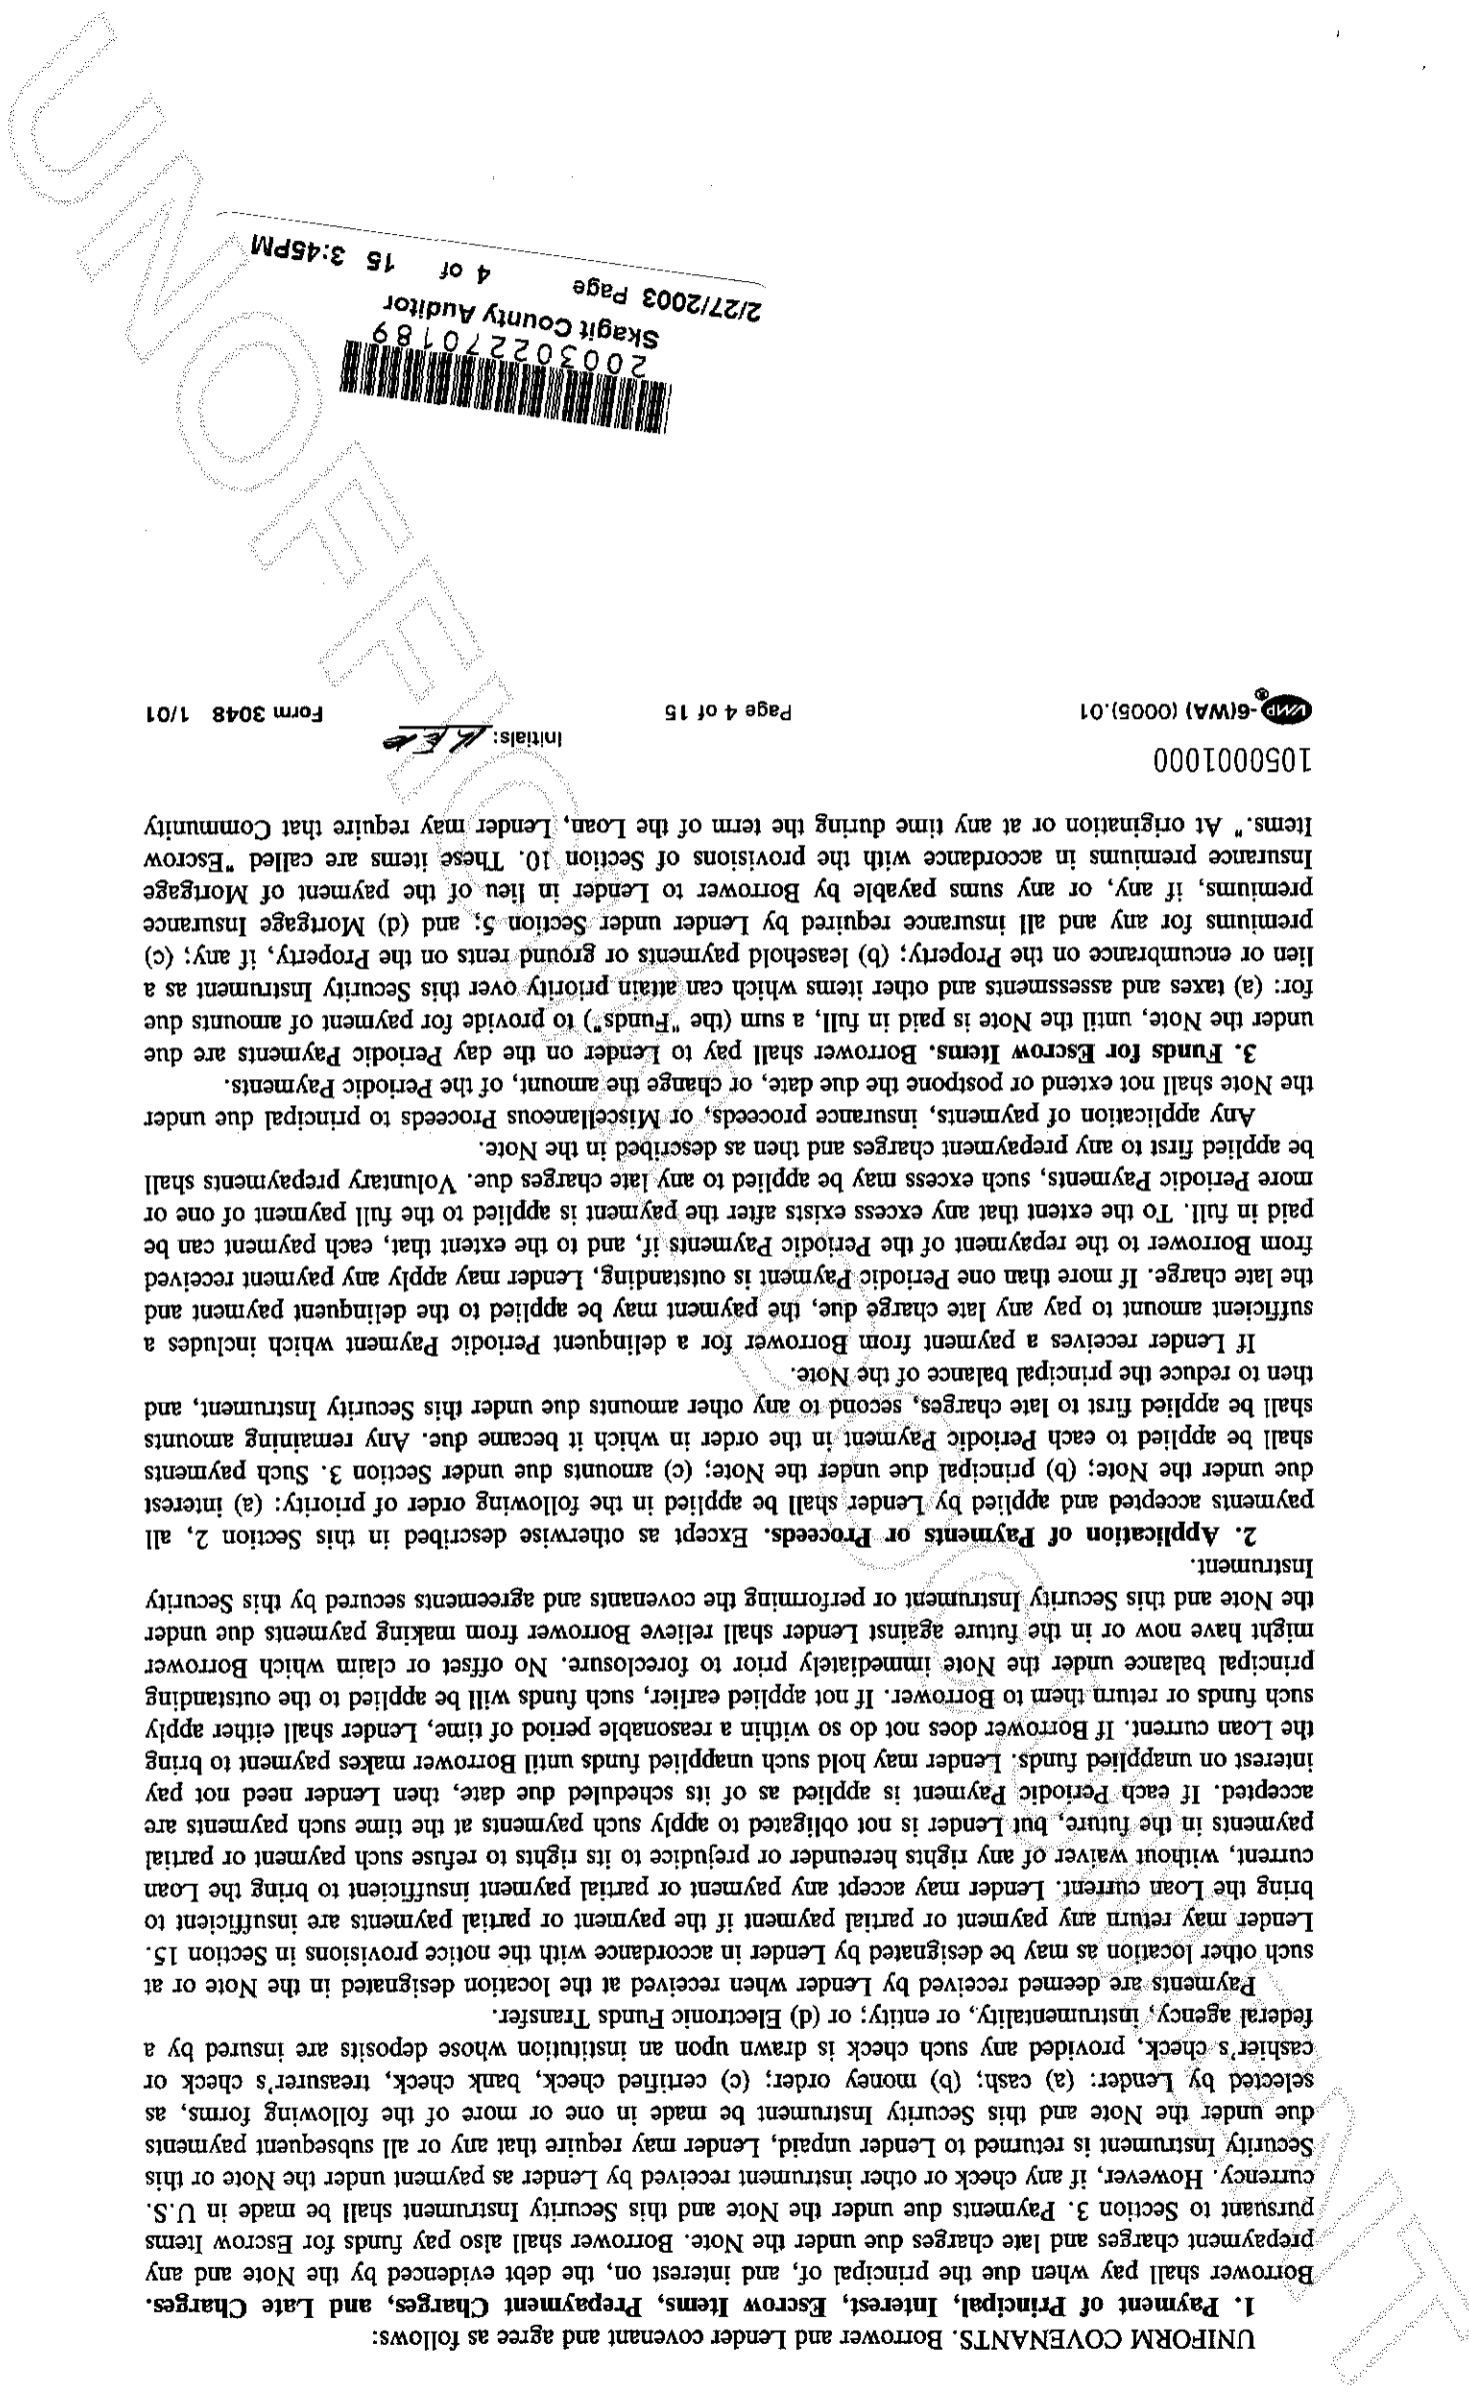 UNIFORM COVENANTS. Borrower and Lender covenant and agree as follows:
1. Payment of Principal, Interest, Escrow Items, Prepayment Charges, and Late Charges.
Borrower shall pay when due the principal of, and interest on, the debt evidenced by the Note and any
prepayment charges and late charges due under the Note. Borrower shall also pay funds for Escrow Items
pursuant to Section 3. Payments due under the Note and this Security Instrument shall be made in U.S.
currency. However, if any check or other instrument received by Lender as payment under the Note or this
Security Instrument is returned to Lender unpaid, Lender may require that any or all subsequent payments
due under the Note and this Security Instrument be made in one or more of the following forms, as
selected by Lender: (a) cash; (b) money order; (c) certified check, bank check, treasurer's check or
cashier's check, provided any such check is drawn upon an institution whose deposits are insured by a
federal agency, instrumentality, or entity; or (d) Electronic Funds Transfer.
Payments are deemed received by Lender when received at the location designated in the Note or at
such other location as may be designated by Lender in accordance with the notice provisions in Section 15.
Lender may return any payment or partial payment if the payment or partial payments are insufficient to
bring the Loan current. Lender may accept any payment or partial payment insufficient to bring the Loan
current, without waiver of any rights hereunder or prejudice to its rights to refuse such payment or partial
payments in the future, but Lender is not obligated to apply such payments at the time such payments are
accepted. If each Periodic Payment is applied as of its scheduled due date, then Lender need not pay
interest on unapplied funds. Lender may hold such unapplied funds until Borrower makes payment to bring
the Loan current. If Borrower does not do so within a reasonable period of time, Lender shall either apply
such funds or return them to Borrower. If not applied earlier, such funds will be applied to the outstanding
principal balance under the Note immediately prior to foreclosure. No offset or claim which Borrower
might have now or in the future against Lender shall relieve Borrower from making payments due under
the Note and this Security Instrument or performing the covenants and agreements secured by this Security
Instrument.
2. Application of Payments or Proceeds. Except as otherwise described in this Section 2, all
payments accepted and applied by Lender shall be applied in the following order of priority: (a) interest
due under the Note; (b) principal due under the Note; (c) amounts due under Section 3. Such payments
shall be applied to each Periodic Payment in the order in which it became due. Any remaining amounts
shall be applied first to late charges, second to any other amounts due under this Security Instrument, and
then to reduce the principal balance of the Note.
If Lender receives a payment from Borrower for a delinquent Periodic Payment which includes a
sufficient amount to pay any late charge due, the payment may be applied to the delinquent payment and
the late charge. If more than one Periodic Payment is outstanding, Lender may apply any payment received
from Borrower to the repayment of the Periodic Payments if, and to the extent that, each payment can be
paid in full. To the extent that any excess exists after the payment is applied to the full payment of one or
more Periodic Payments, such excess may be applied to any late charges due. Voluntary prepayments shall
be applied first to any prepayment charges and then as described in the Note.
Any application of payments, insurance proceeds, or Miscellaneous Proceeds to principal due under
the Note shall not extend or postpone the due date, or change the amount, of the Periodic Payments.
3. Funds for Escrow Items. Borrower shall pay to Lender on the day Periodic Payments are due
under the Note, until the Note is paid in full, a sum (the "Funds") to provide for payment of amounts due
for: (a) taxes and assessments and other items which can attain priority over this Security Instrument as a
lien or encumbrance on the Property; (b) leasehold payments or ground rents on the Property, if any; (c)
premiums for any and all insurance required by Lender under Section 5; and (d) Mortgage Insurance
premiums, if any, or any sums payable by Borrower to Lender in lieu of the payment of Mortgage
Insurance premiums in accordance with the provisions of Section 10. These items are called "Escrow
Items." At origination or at any time during the term of the Loan, Lender may require that Community
1050001000
Initials:
VMP -6(WA) (0005).01 Page 4 of 15 Form 3048 1/01
200302270189
Skagit County Auditor
2/27/2003 Page 4 of 15 3:45PM
UNOFFICIAL DOCUMENT